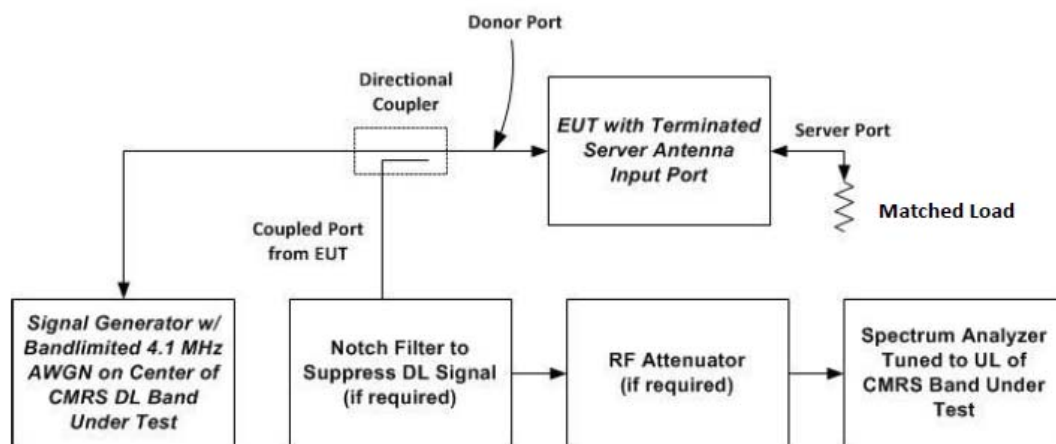 Donor Port
Directional
Coupler
EUT with Terminated
Server Antenna
Input Port
Server Port
Matched Load
Coupled Port
from EUT
Signal Generator w/
Bandlimited 4.1 MHz
AWGN on Center of
CMRS DL Band
Under Test
Notch Filter to
Suppress DL Signal
(if required)
RF Attenuator
(if required)
Spectrum Analyzer
Tuned to UL of
CMRS Band Under
Test